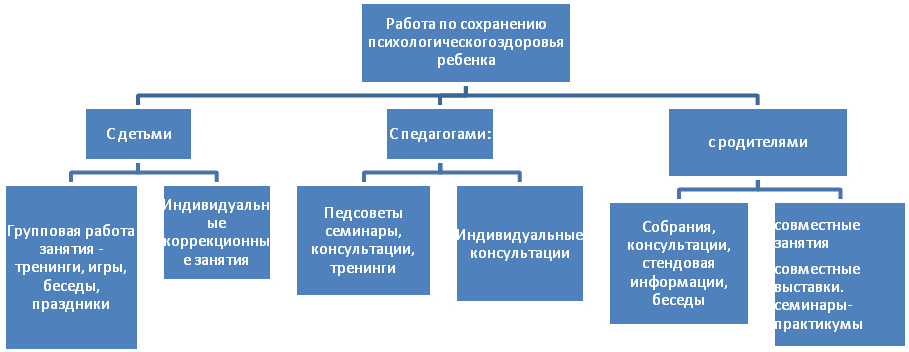 Работа по сохранению
психологическогоздоровья
ребенка
С детьми
С педагогами:
с родителями
Групповая работа
занятия -
тренинги, игры,
беседы,
праздники
Индивидуальн
ые
коррекционны
е занятия
Педсоветы
семинары,
консультации,
тренинги
Индивидуальные
консультации
Собрания,
консультации,
стендовая
информации,
беседы
совместные
занятия
совместные
выставки.
семинары-
практикумы